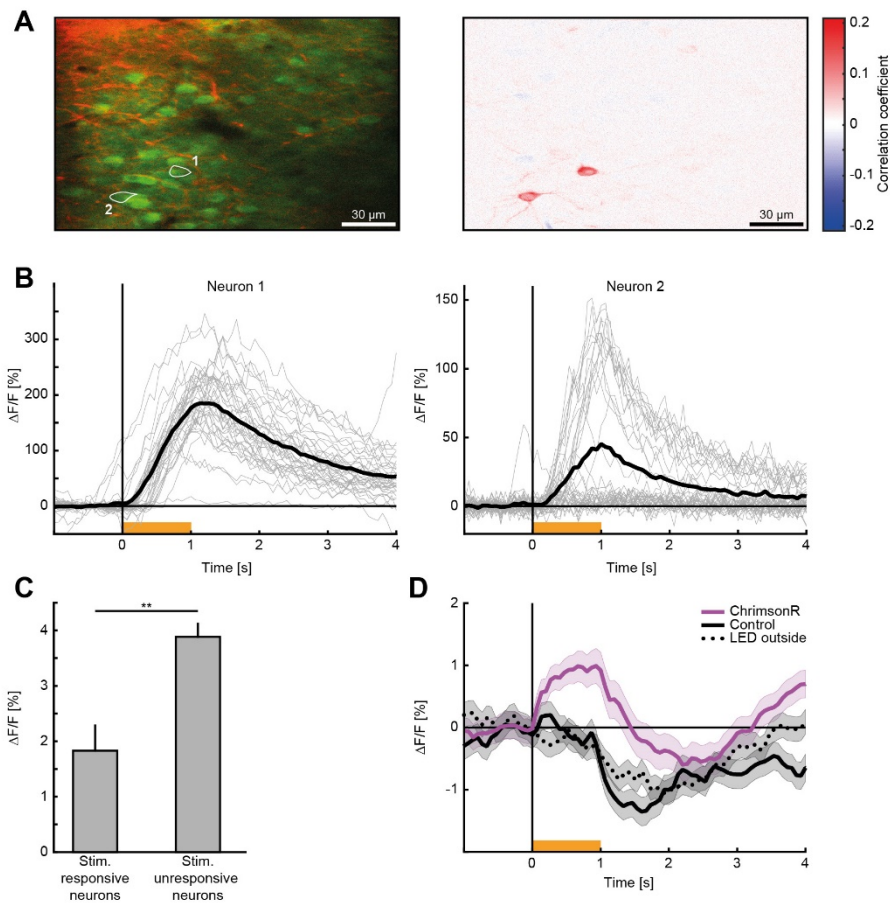 A
1
2
30 µm
30 µm
0.2
0.1
0
-0.1
-0.2
Correlation coefficient
B
Neuron 1
ΔF/F [%]
300
200
100
0
0
1
2
3
4
Time [s]
Neuron 2
ΔF/F [%]
150
100
50
0
0
1
2
3
4
Time [s]
C
**
ΔF/F [%]
4
3
2
1
0
Stim.
responsive
neurons
Stim.
unresponsive
neurons
D
ChrimsonR
Control
LED outside
ΔF/F [%]
2
1
0
-1
0
1
2
3
4
Time [s]